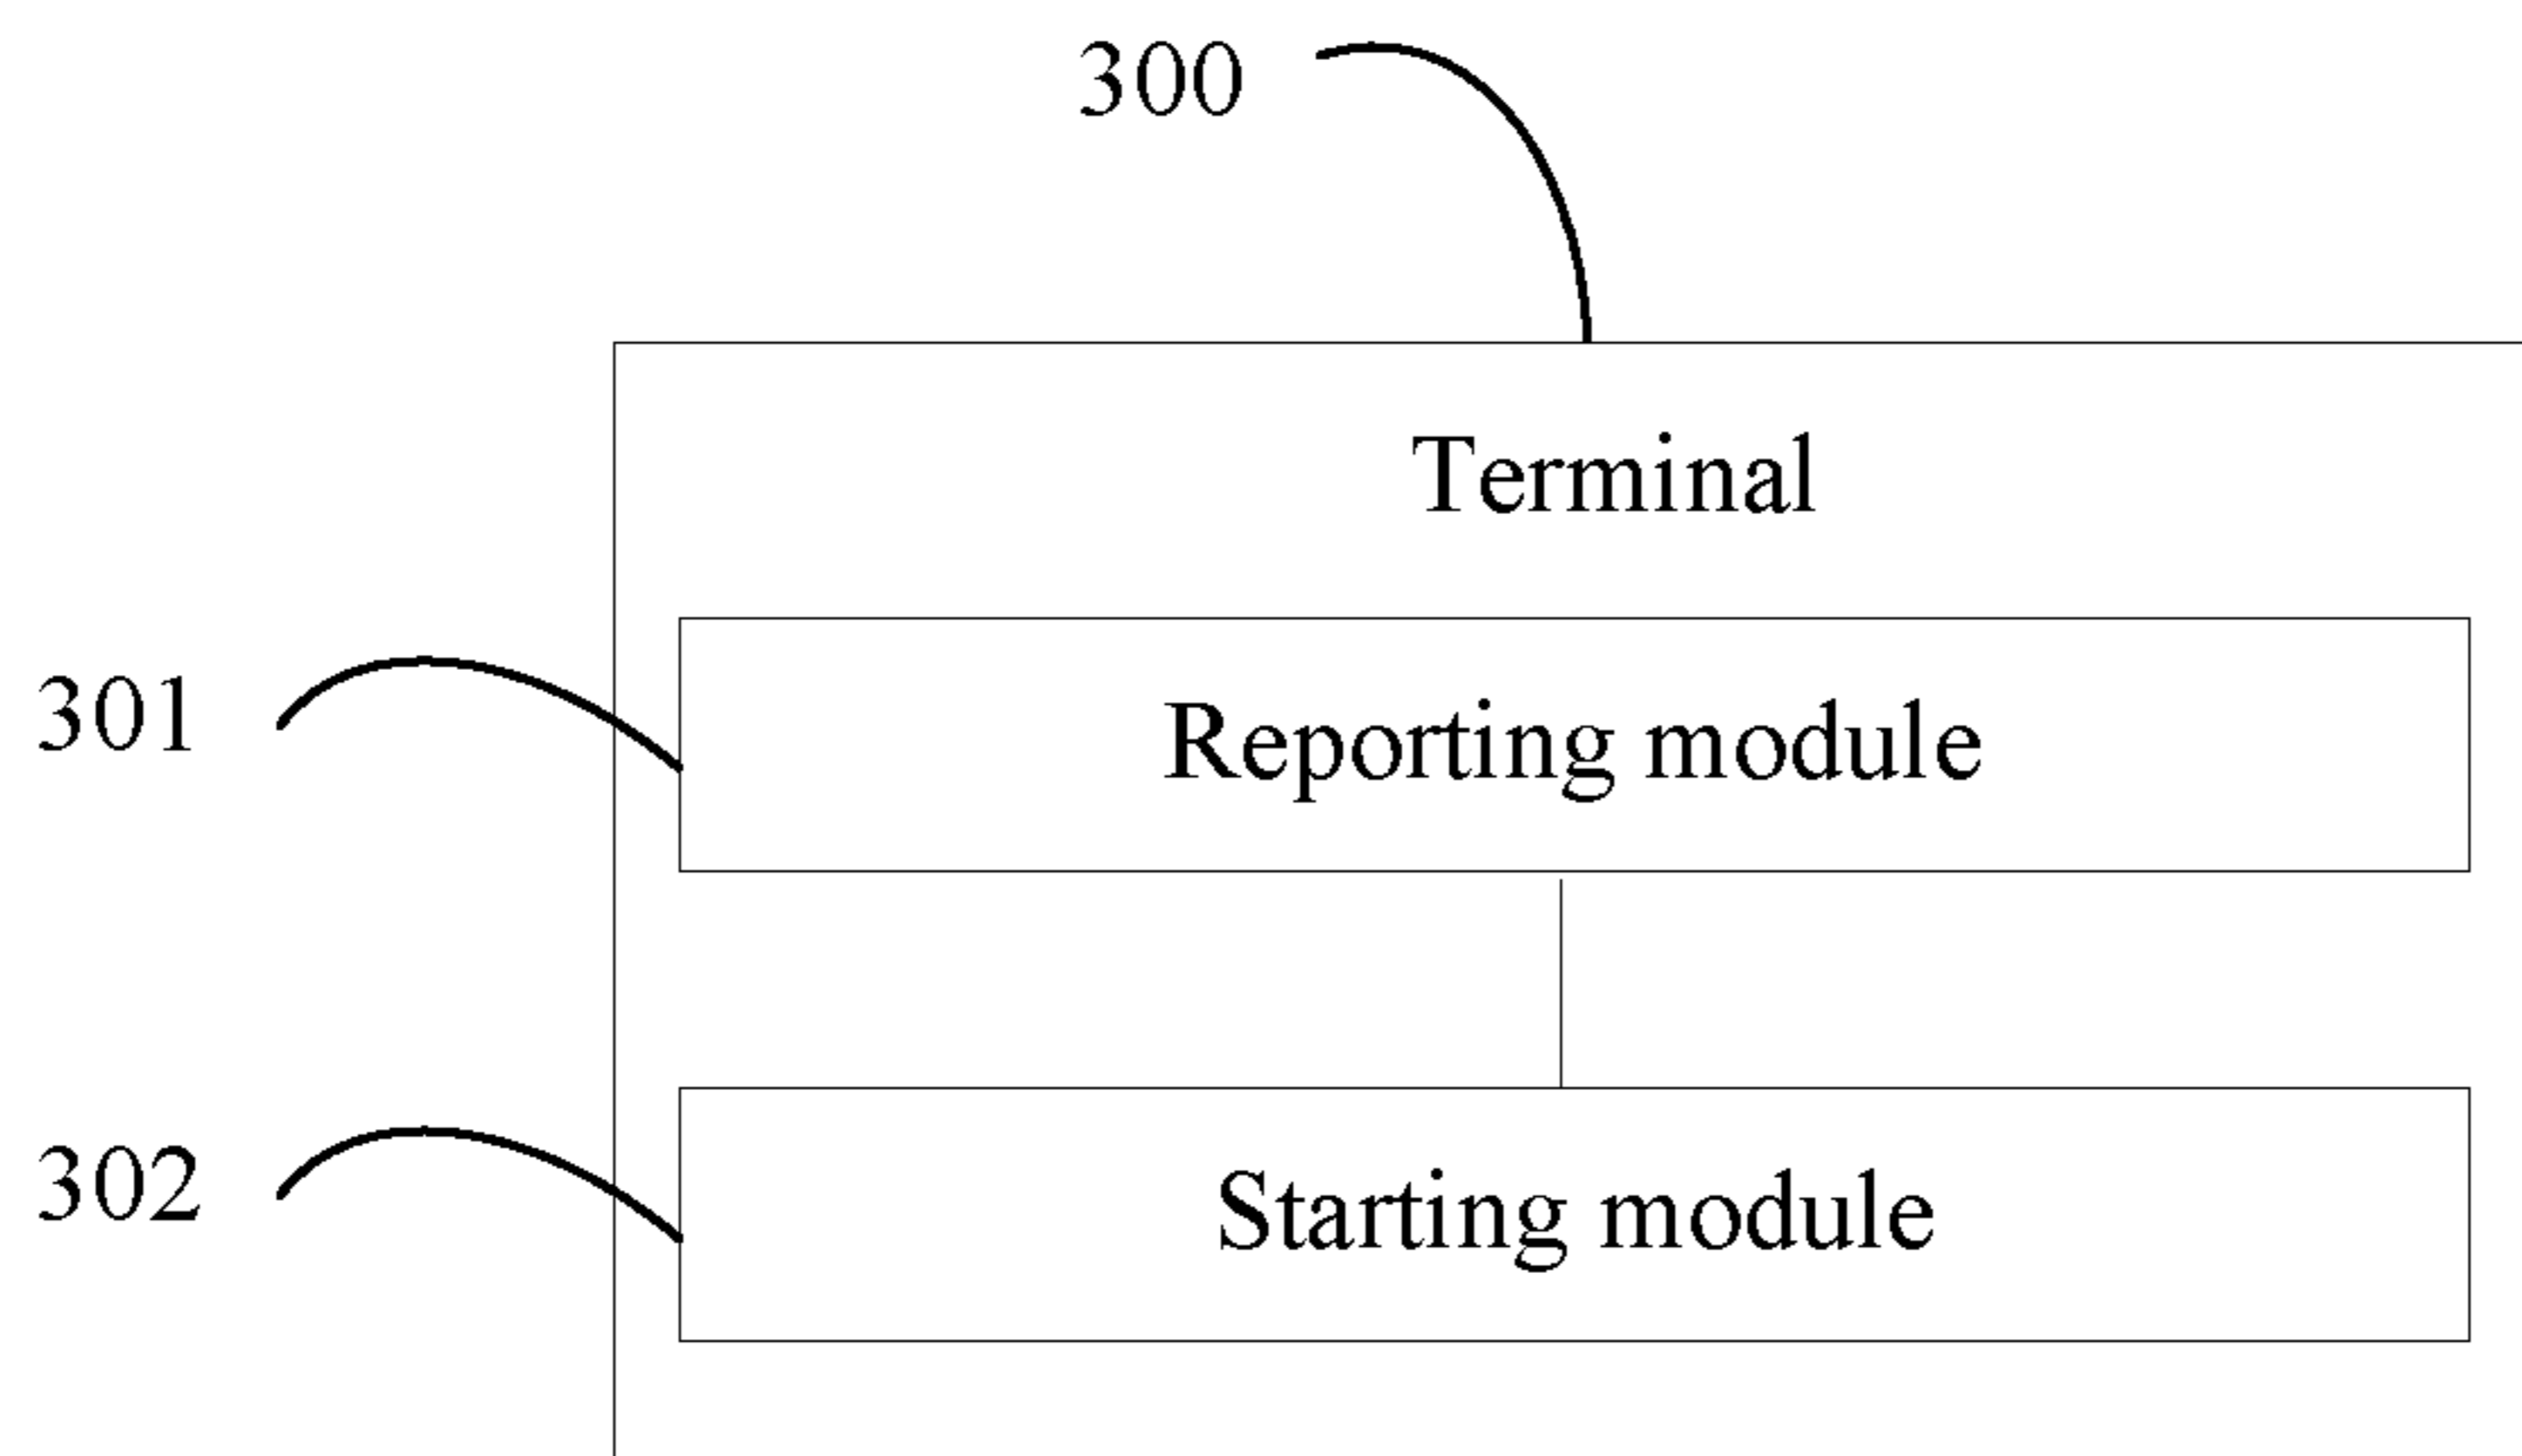 300
Terminal
301
Reporting module
302
Starting module